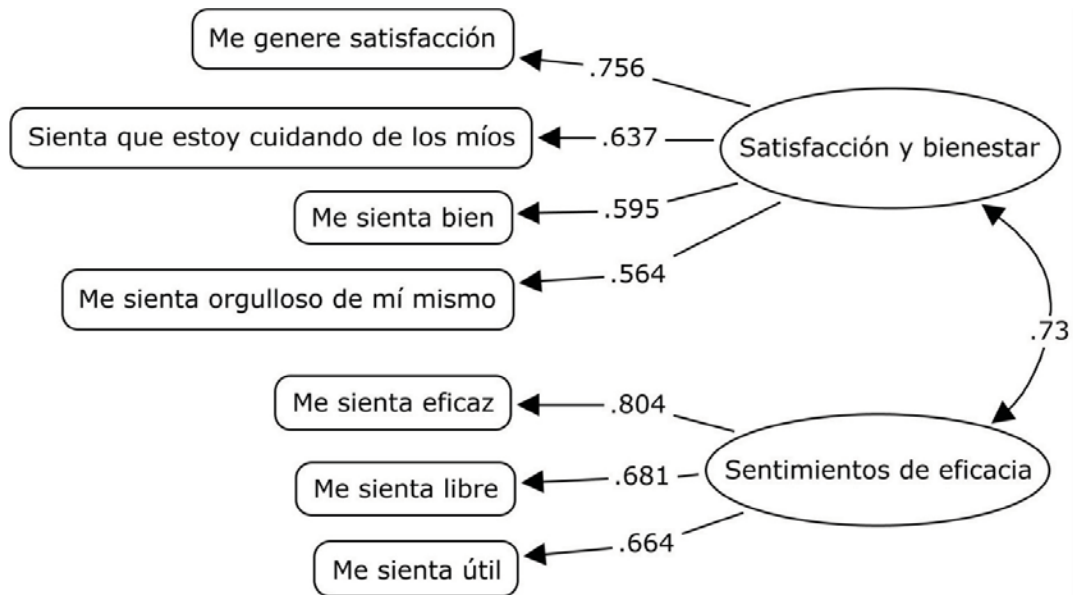 Me genere satisfacción
.756
Sienta que estoy cuidando de los míos
.637
Satisfacción y bienestar
.595
Me sienta bien
.564
Me sienta orgulloso de mí mismo
.73
Me sienta eficaz
.804
Sentimientos de eficacia
.681
Me sienta libre
.664
Me sienta útil